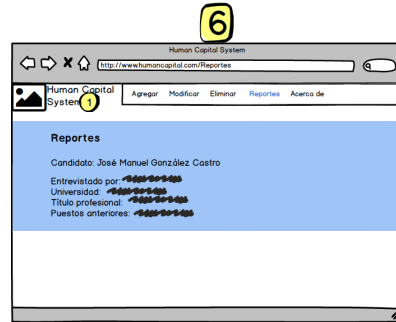 6
Human Capital System
http://www.humancapital.com/Reportes
Human Capital
System 1
Agregar Modificar Eliminar Reportes Acerca de
Reportes
Candidato: José Manuel González Castro
Entrevistado por:
Universidad:
Título profesional:
Puestos anteriores: